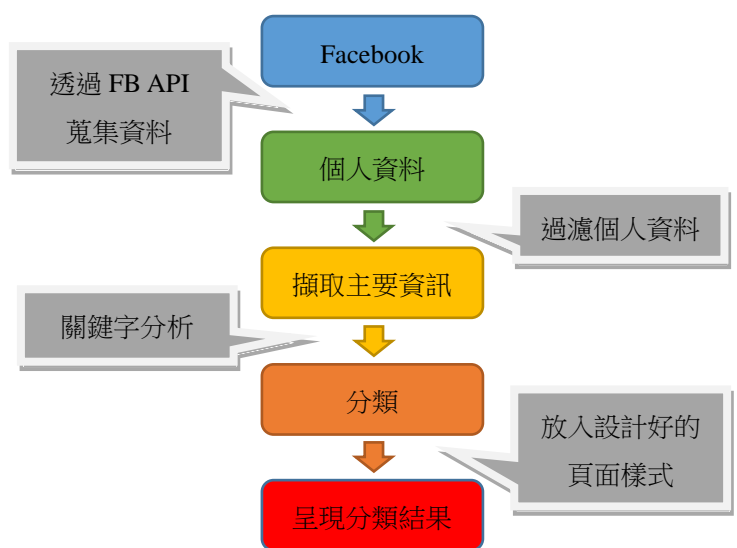 Facebook
透過 FB API
蒐集資料
個人資料
過濾個人資料
擷取主要資訊
關鍵字分析
分類
放入設計好的
頁面樣式
呈現分類結果